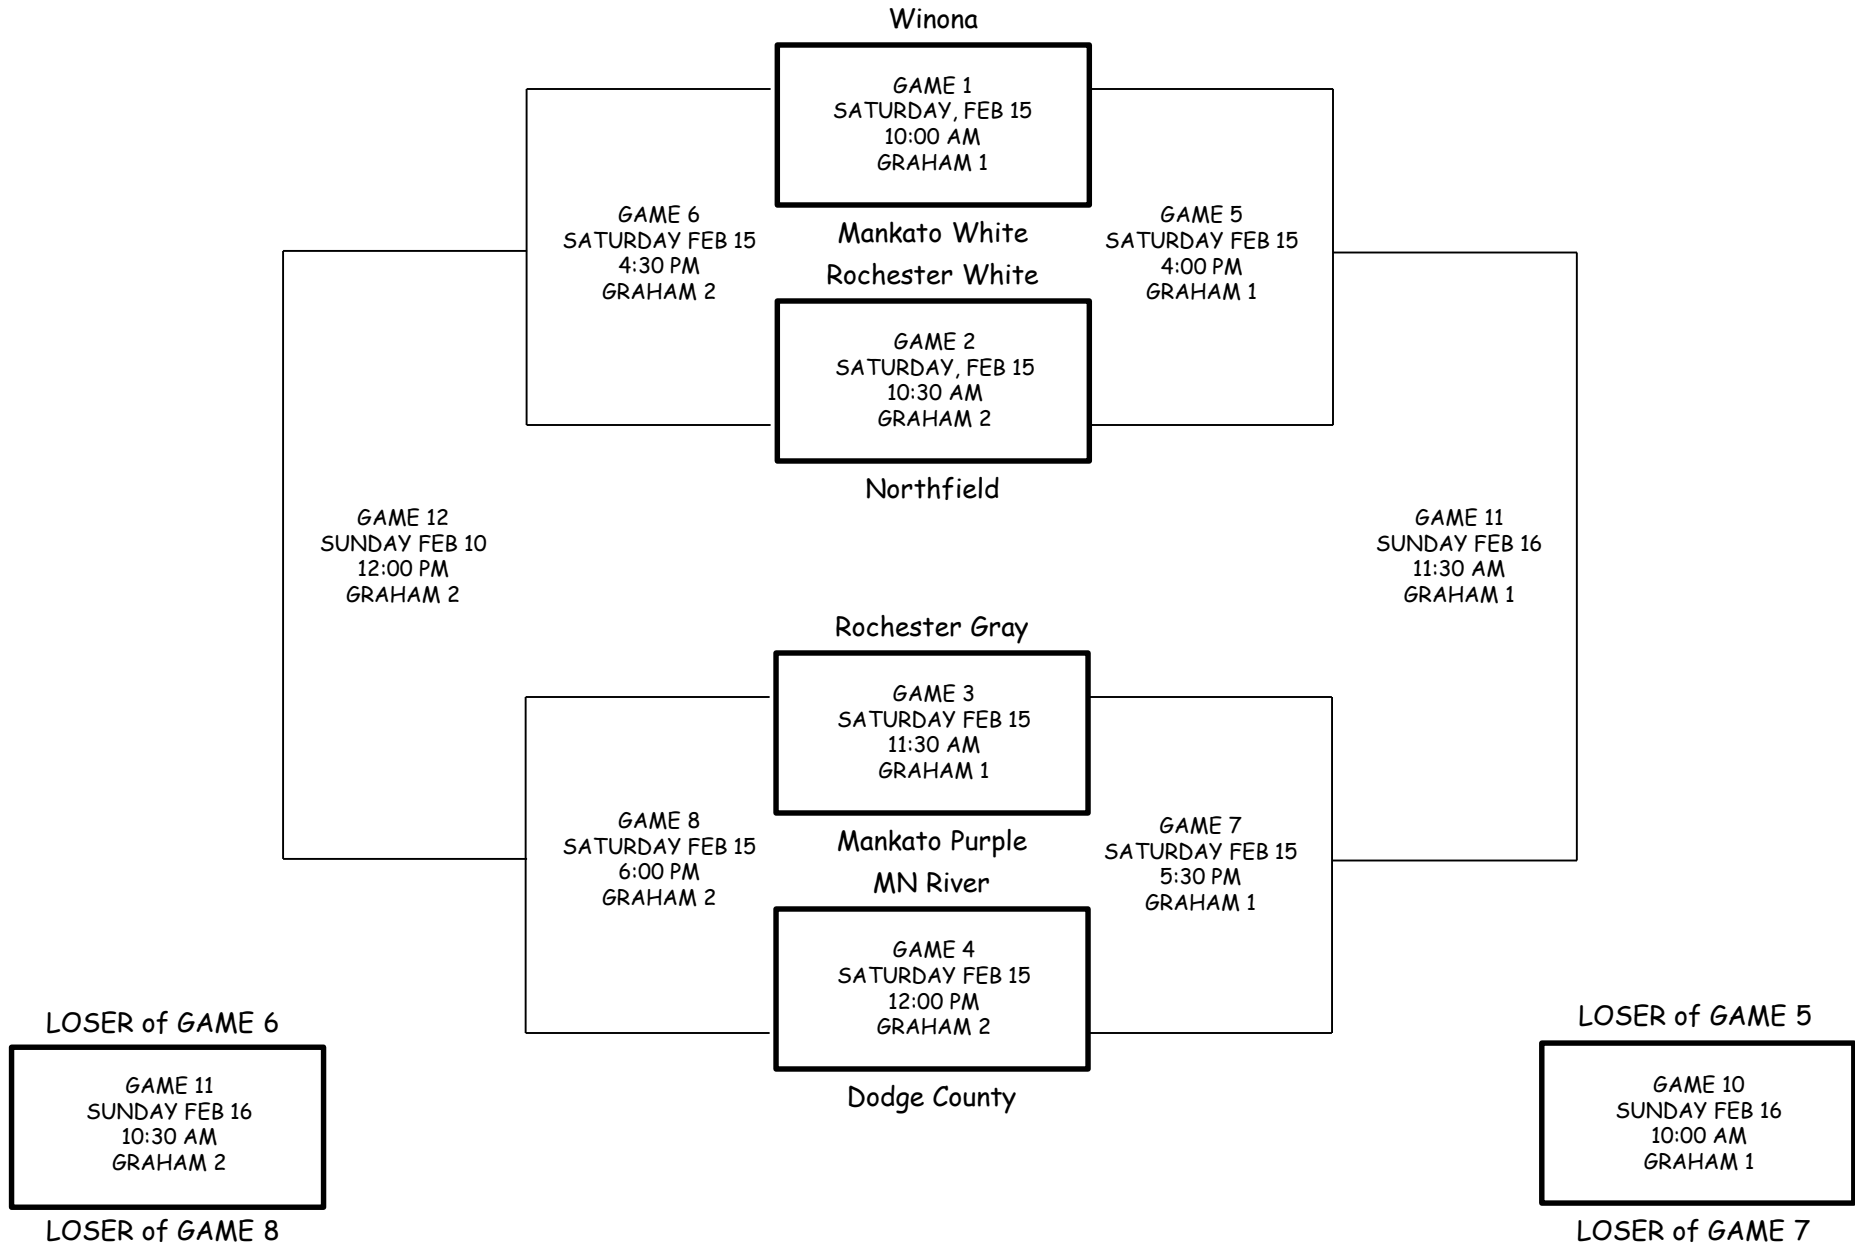 Winona
GAME 1
SATURDAY, FEB 15
10:00 AM
GRAHAM 1
Mankato White
GAME 6
SATURDAY FEB 15
4:30 PM
GRAHAM 2
GAME 5
SATURDAY FEB 15
4:00 PM
GRAHAM 1
Rochester White
GAME 2
SATURDAY, FEB 15
10:30 AM
GRAHAM 2
Northfield
GAME 12
SUNDAY FEB 10
12:00 PM
GRAHAM 2
GAME 11
SUNDAY FEB 16
11:30 AM
GRAHAM 1
Rochester Gray
GAME 3
SATURDAY FEB 15
11:30 AM
GRAHAM 1
Mankato Purple
GAME 8
SATURDAY FEB 15
6:00 PM
GRAHAM 2
GAME 7
SATURDAY FEB 15
5:30 PM
GRAHAM 1
MN River
GAME 4
SATURDAY FEB 15
12:00 PM
GRAHAM 2
Dodge County
LOSER of GAME 6
GAME 11
SUNDAY FEB 16
10:30 AM
GRAHAM 2
LOSER of GAME 8
LOSER of GAME 5
GAME 10
SUNDAY FEB 16
10:00 AM
GRAHAM 1
LOSER of GAME 7